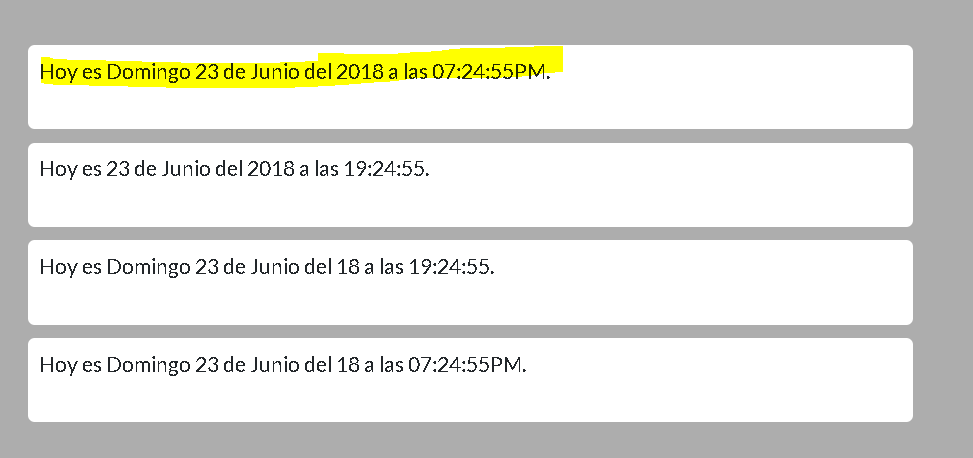 Hoy es Domingo 23 de Junio del 2018 a las 07:24:55PM.
Hoy es 23 de Junio del 2018 a las 19:24:55.
Hoy es Domingo 23 de Junio del 18 a las 19:24:55.
Hoy es Domingo 23 de Junio del 18 a las 07:24:55PM.